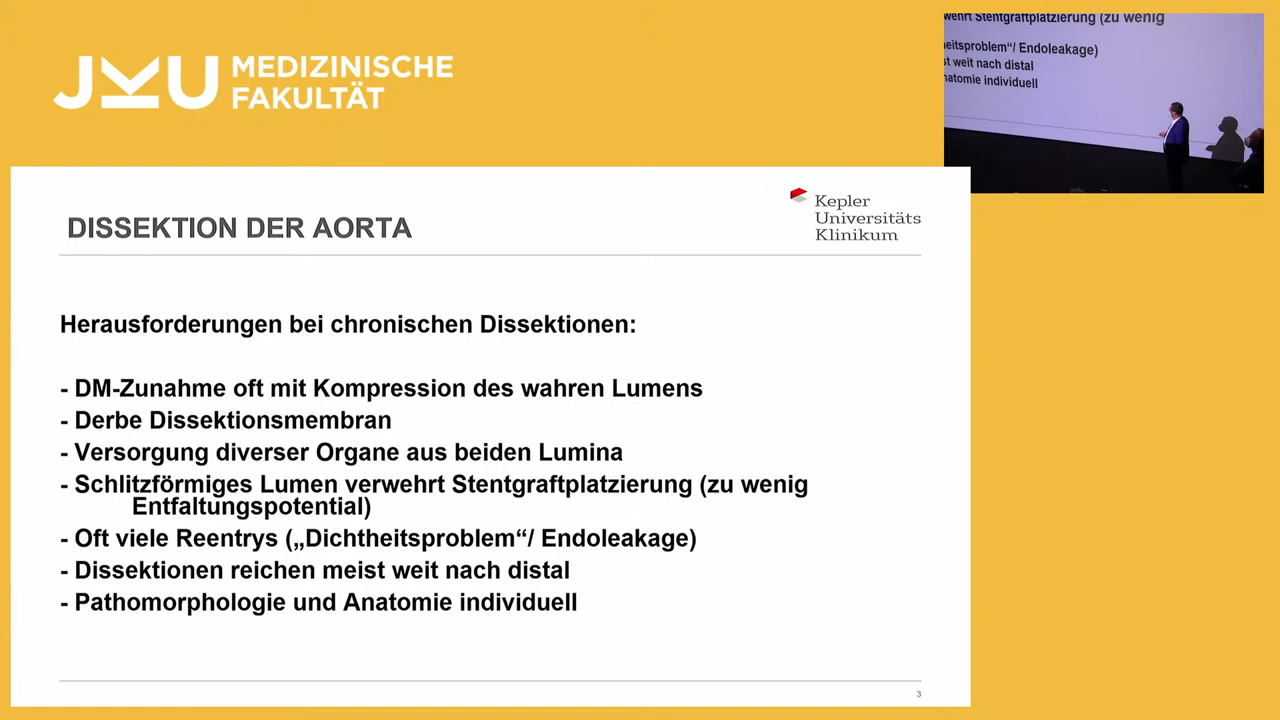 JMU MEDIZINISCHE
FAKULTÄT
wehrt Stentgraftplatzierung (zu wenig
eitsproblem“/ Endoleakage)
st weit nach distal
natomie individuell
Kepler
Universitäts
Klinikum
DISSEKTION DER AORTA
Herausforderungen bei chronischen Dissektionen:
- DM-Zunahme oft mit Kompression des wahren Lumens
- Derbe Dissektionsmembran
- Versorgung diverser Organe aus beiden Lumina
- Schlitzförmiges Lumen verwehrt Stentgraftplatzierung (zu wenig
Entfaltungspotential)
- Oft viele Reentrys („Dichtheitsproblem“/ Endoleakage)
- Dissektionen reichen meist weit nach distal
- Pathomorphologie und Anatomie individuell
3